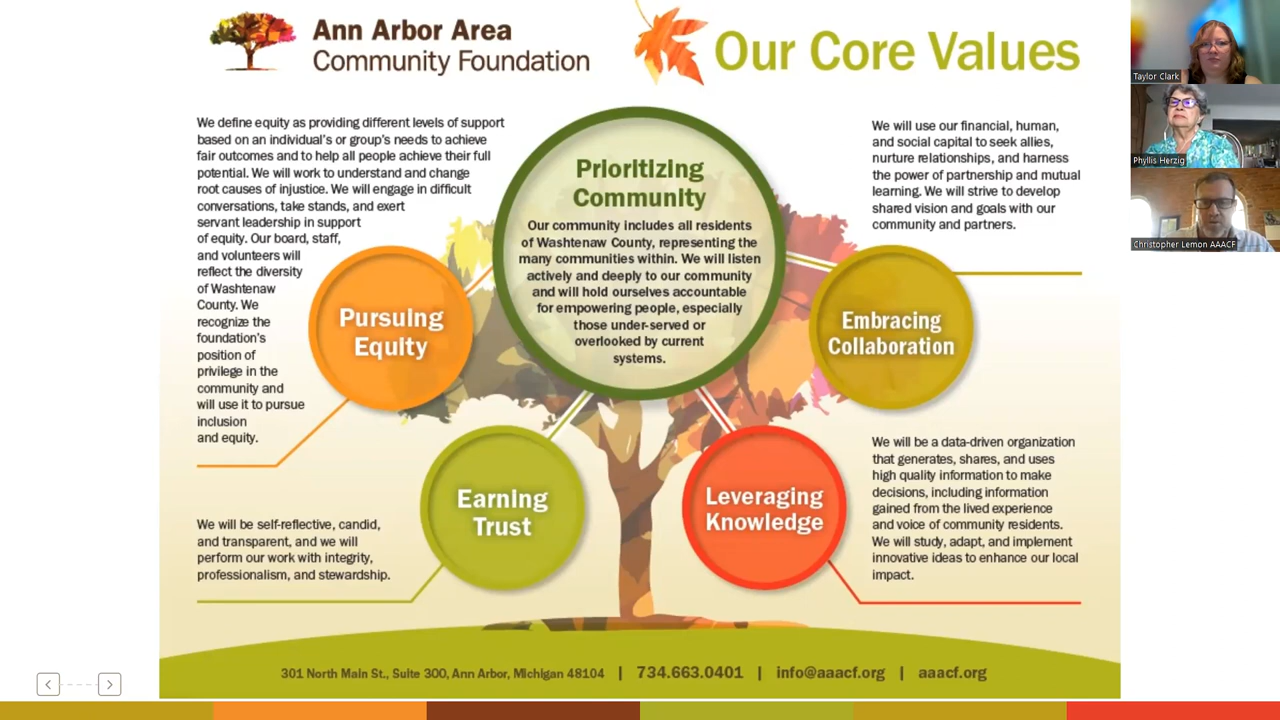 Ann Arbor Area
Community Foundation
Our Core Values
We define equity as providing different levels of support
based on an individual's or group's needs to achieve
fair outcomes and to help all people achieve their full
potential. We will work to understand and change
root causes of injustice. We will engage in difficult
conversations, take stands, and exert
servant leadership in support
of equity. Our board, staff,
and volunteers will
reflect the diversity
of Washtenaw
County. We
recognize the
foundation's
position of
privilege in the
community and
will use it to pursue
inclusion
and equity.
Pursuing
Equity
Prioritizing
Community
Our community includes all residents
of Washtenaw County, representing the
many communities within. We will listen
actively and deeply to our community
and will hold ourselves accountable
for empowering people, especially
those under-served or
overlooked by current
systems.
We will use our financial, human,
and social capital to seek allies,
nurture relationships, and harness
the power of partnership and mutual
learning. We will strive to develop
shared vision and goals with our
community and partners.
Embracing
Collaboration
We will be self-reflective, candid,
and transparent, and we will
perform our work with integrity,
professionalism, and stewardship.
Earning
Trust
Leveraging
Knowledge
We will be a data-driven organization
that generates, shares, and uses
high quality information to make
decisions, including information
gained from the lived experience
and voice of community residents.
We will study, adapt, and implement
innovative ideas to enhance our local
impact.
301 North Main St., Suite 300, Ann Arbor, Michigan 48104 | 734.663.0401 | info@aaacf.org | aaacf.org
Taylor Clark
Phyllis Herzig
Christopher Lemon AAACF